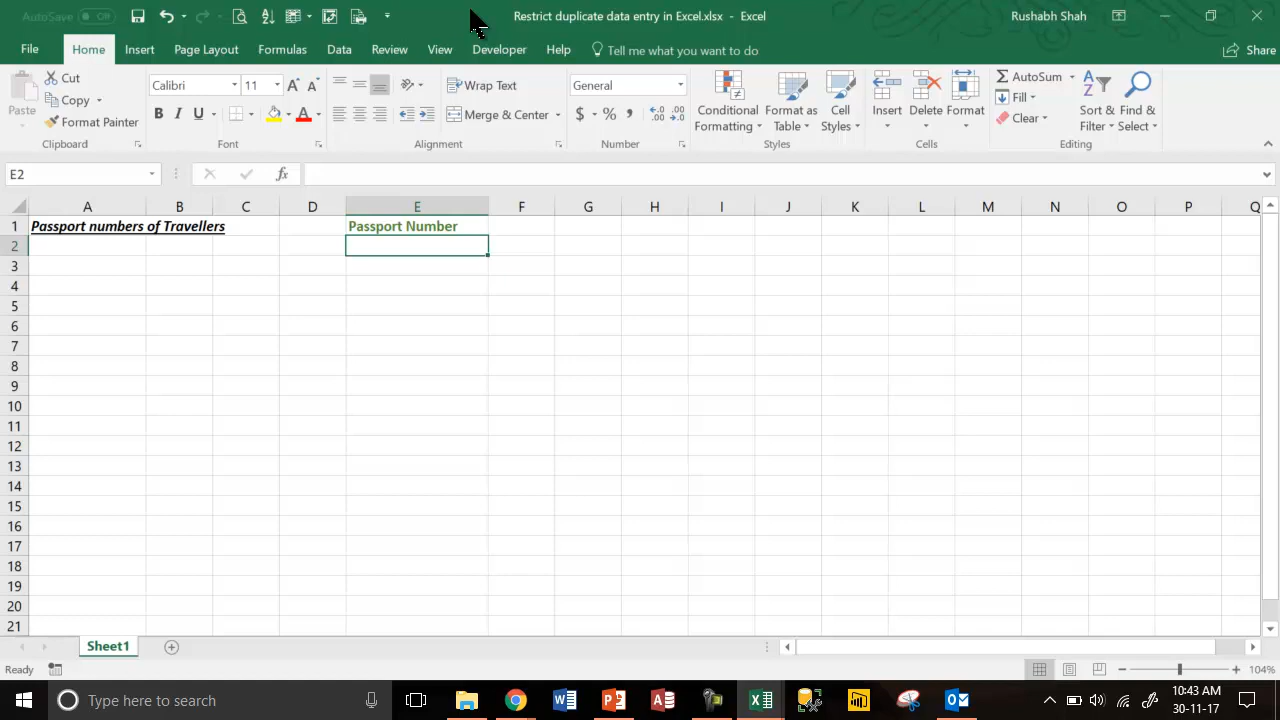 AutoSave Off Restrict duplicate data entry in Excel.xlsx - Excel Rushabh Shah
File Home Insert Page Layout Formulas Data Review View Developer Help Tell me what you want to do Share
Paste
Cut
Copy
Format Painter
Clipboard
Calibri 11
B I U
Font
Wrap Text
Merge & Center
Alignment
General
$ % ,
Number
Conditional Formatting
Format as Table
Cell Styles
Styles
Insert Delete Format
Cells
AutoSum
Fill
Clear
Sort & Filter
Find & Select
Editing
E2 fx
A B C D E F G H I J K L M N O P Q
1 Passport numbers of Travellers Passport Number
2
3
4
5
6
7
8
9
10
11
12
13
14
15
16
17
18
19
20
21
Sheet1
Ready 104%
Type here to search 10:43 AM
30-11-17